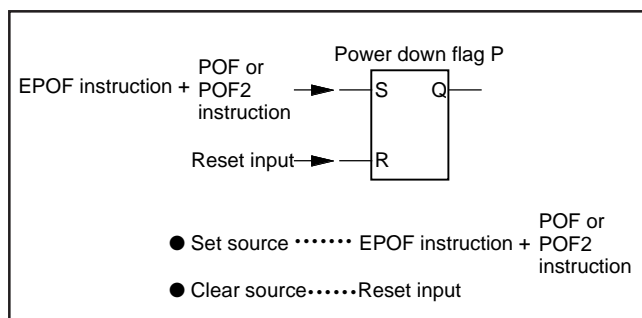 Power down flag P
EPOF instruction + POF or
POF2
instruction
S Q
Reset input
R
● Set source ······· EPOF instruction + POF or
POF2
instruction
● Clear source ······ Reset input